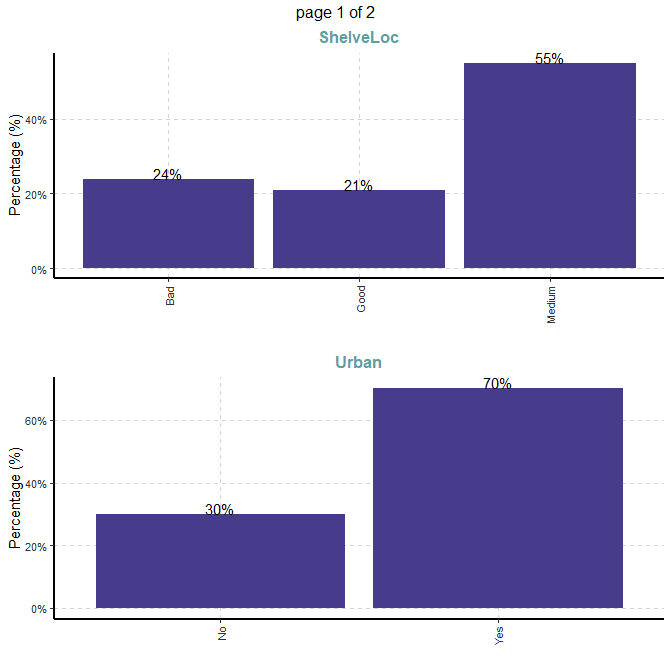 page 1 of 2
ShelveLoc
Percentage (%)
55%
24%
21%
40%
20%
0%
Bad
Good
Medium
Urban
Percentage (%)
70%
30%
60%
40%
20%
0%
No
Yes